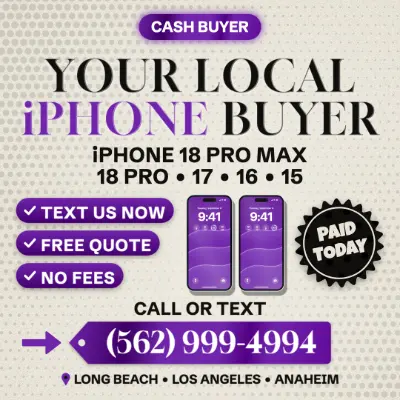 CASH BUYER
YOUR LOCAL
iPHONE BUYER
iPHONE 18 PRO MAX
18 PRO • 17 • 16 • 15
TEXT US NOW
FREE QUOTE
NO FEES
9:41
9:41
PAID
TODAY
CALL OR TEXT
(562) 999-4994
LONG BEACH • LOS ANGELES • ANAHEIM